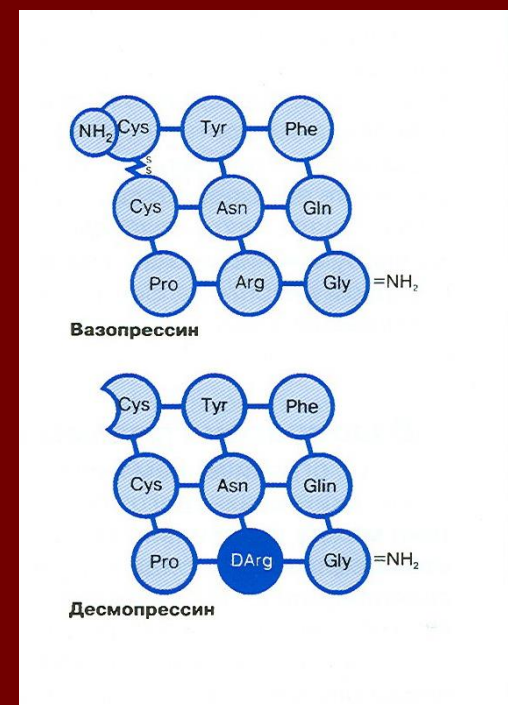 NH₂ Cys Tyr Phe
S
S
Cys Asn Gln
Pro Arg Gly =NH₂
Вазопрессин
Cys Tyr Phe
Cys Asn Glin
Pro DArg Gly =NH₂
Десмопрессин